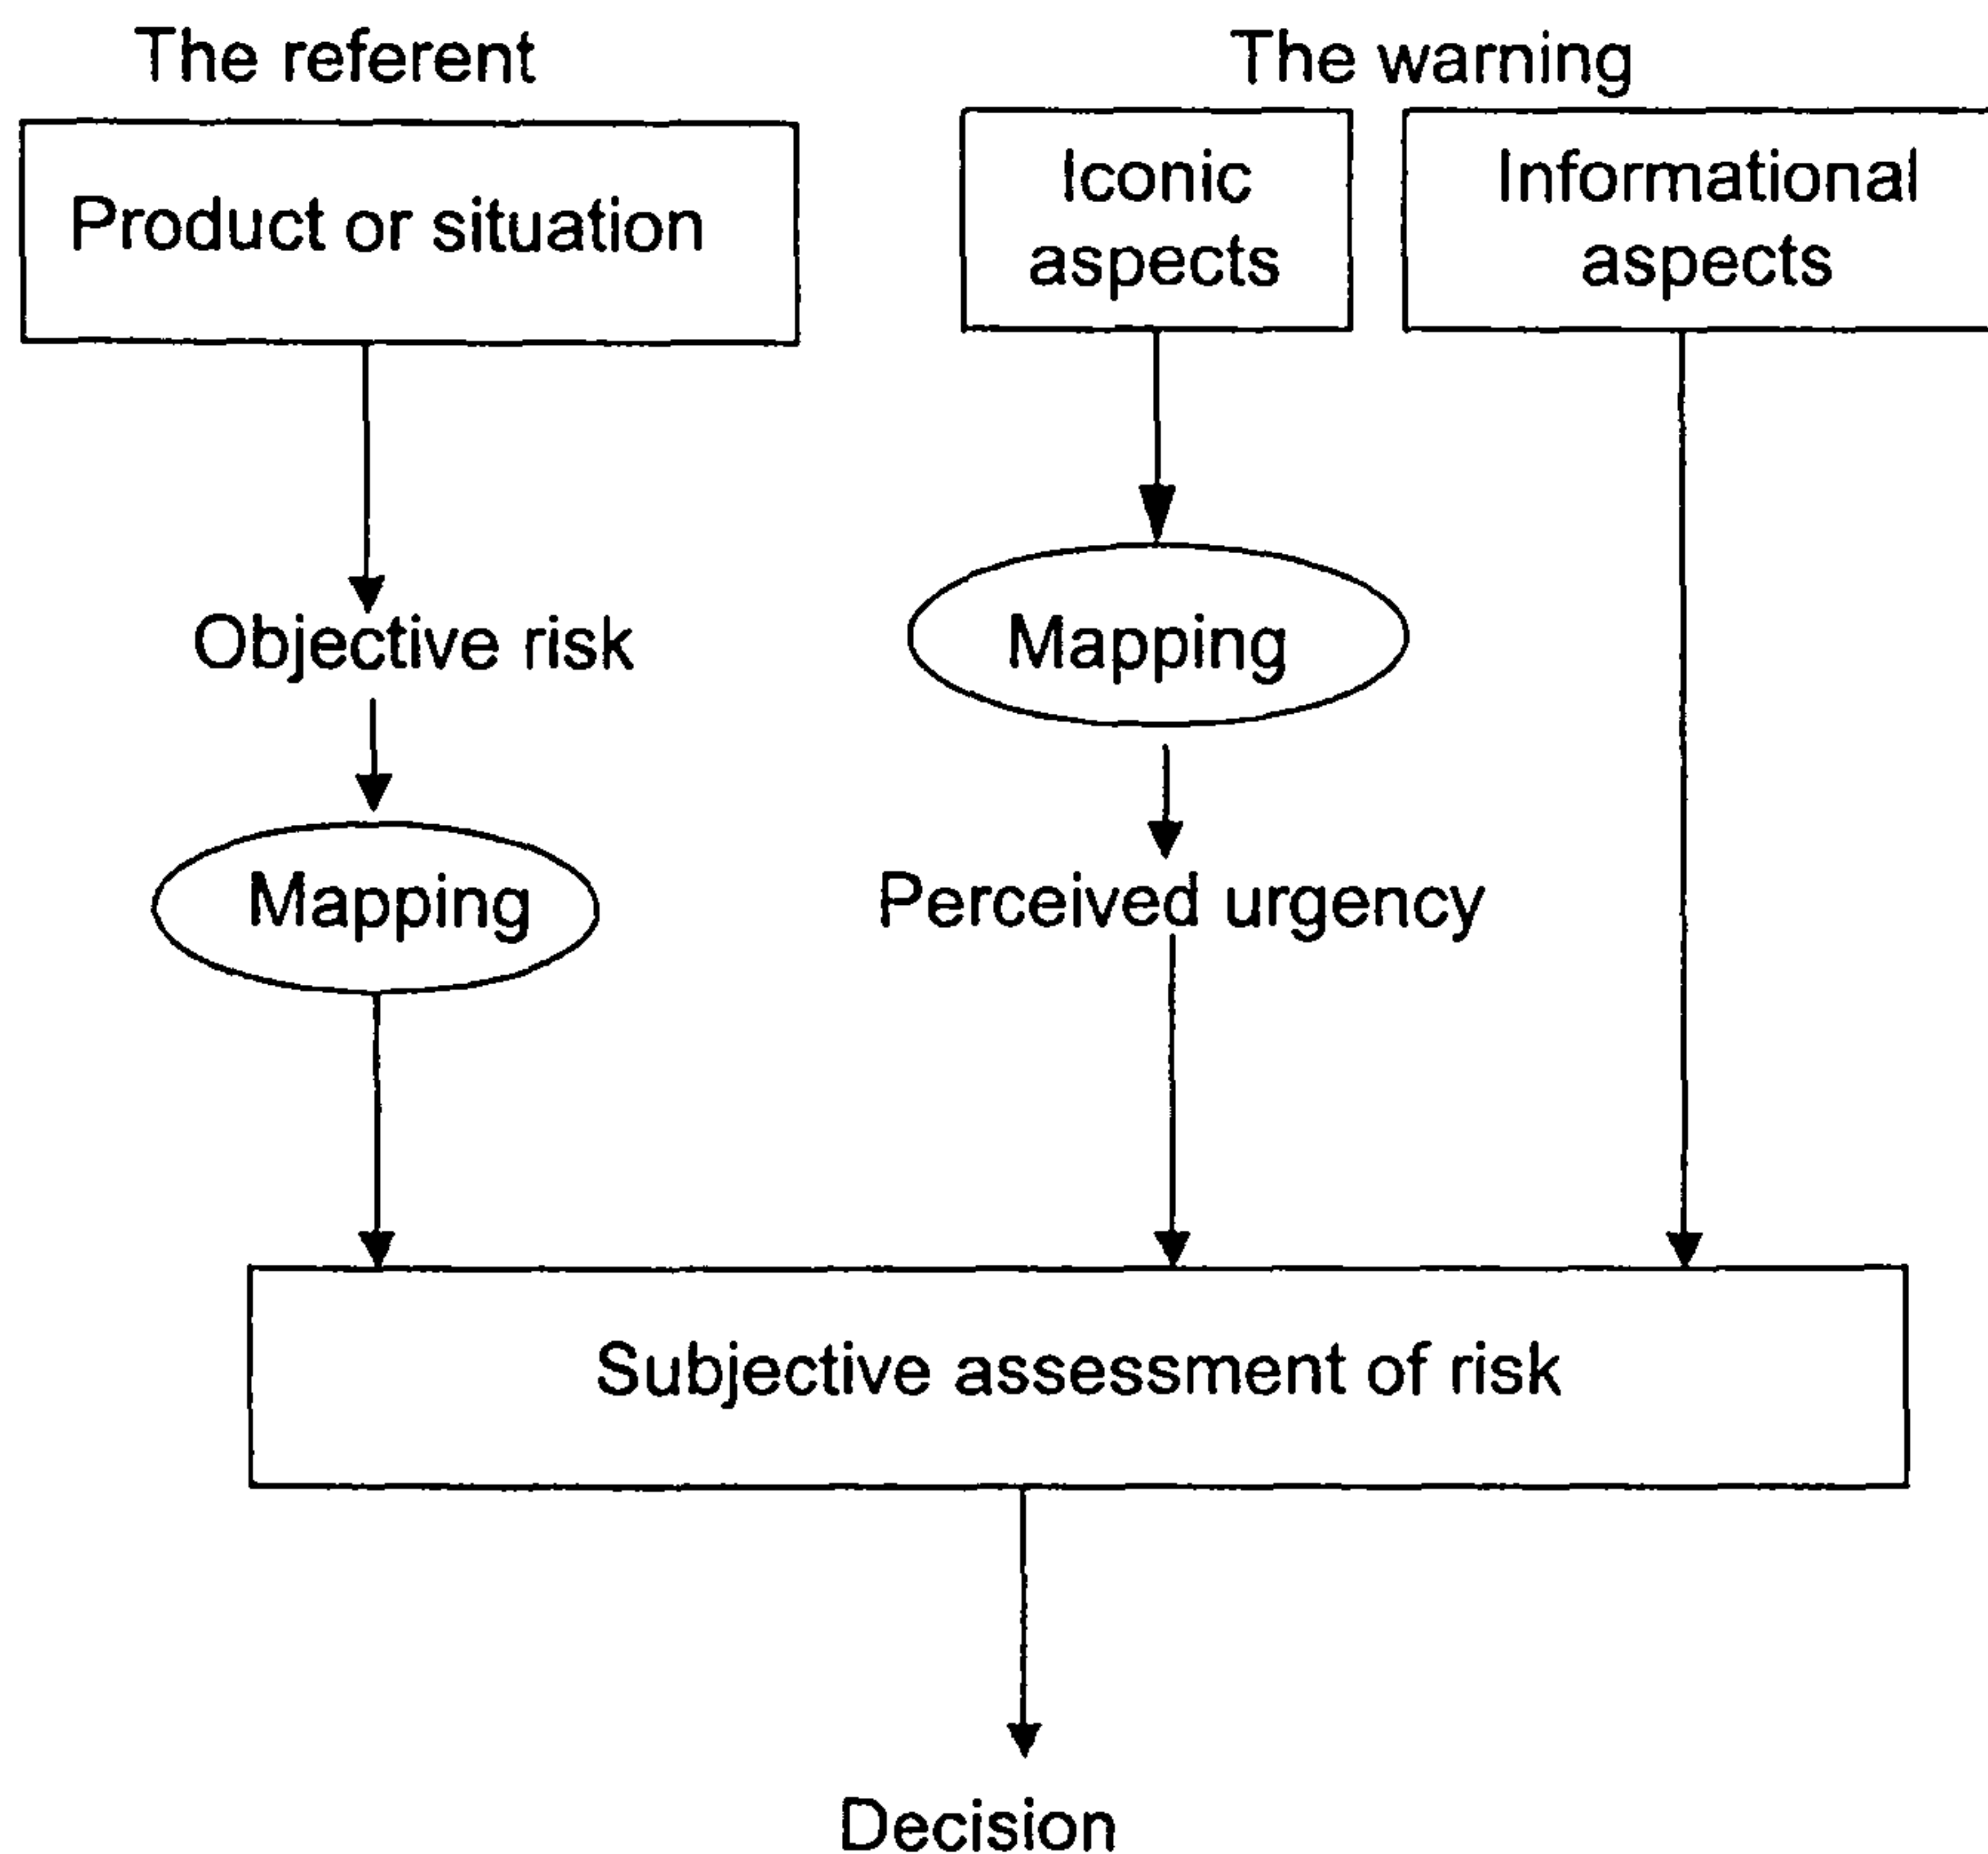 The referent
The warning
Product or situation
Iconic
aspects
Informational
aspects
Objective risk
Mapping
Mapping
Perceived urgency
Subjective assessment of risk
Decision